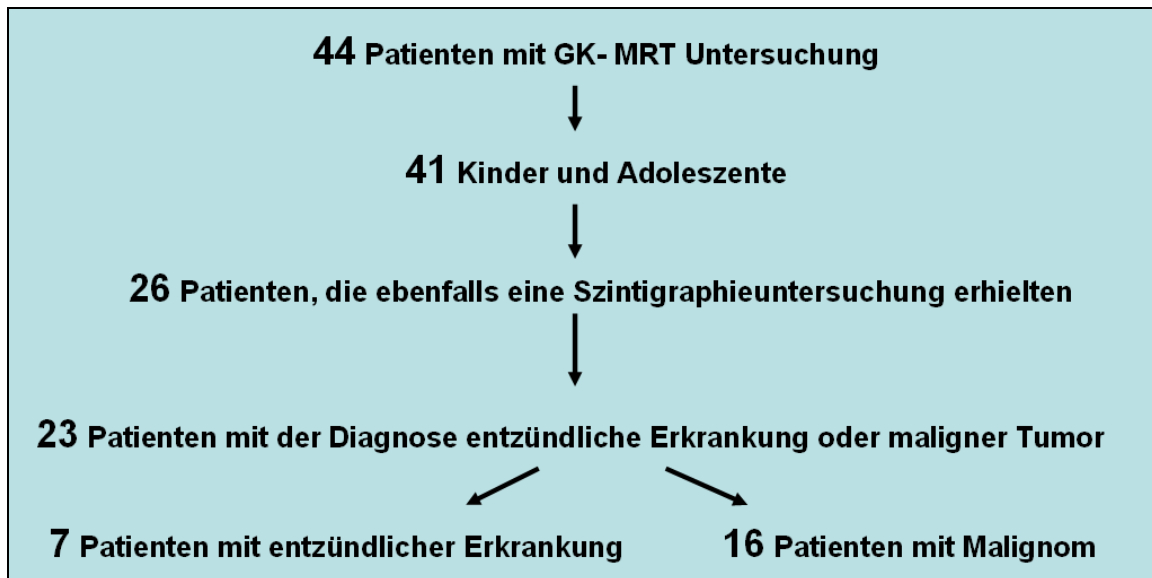 44 Patienten mit GK- MRT Untersuchung
41 Kinder und Adoleszente
26 Patienten, die ebenfalls eine Szintigraphieuntersuchung erhielten
23 Patienten mit der Diagnose entzündliche Erkrankung oder maligner Tumor
7 Patienten mit entzündlicher Erkrankung
16 Patienten mit Malignom